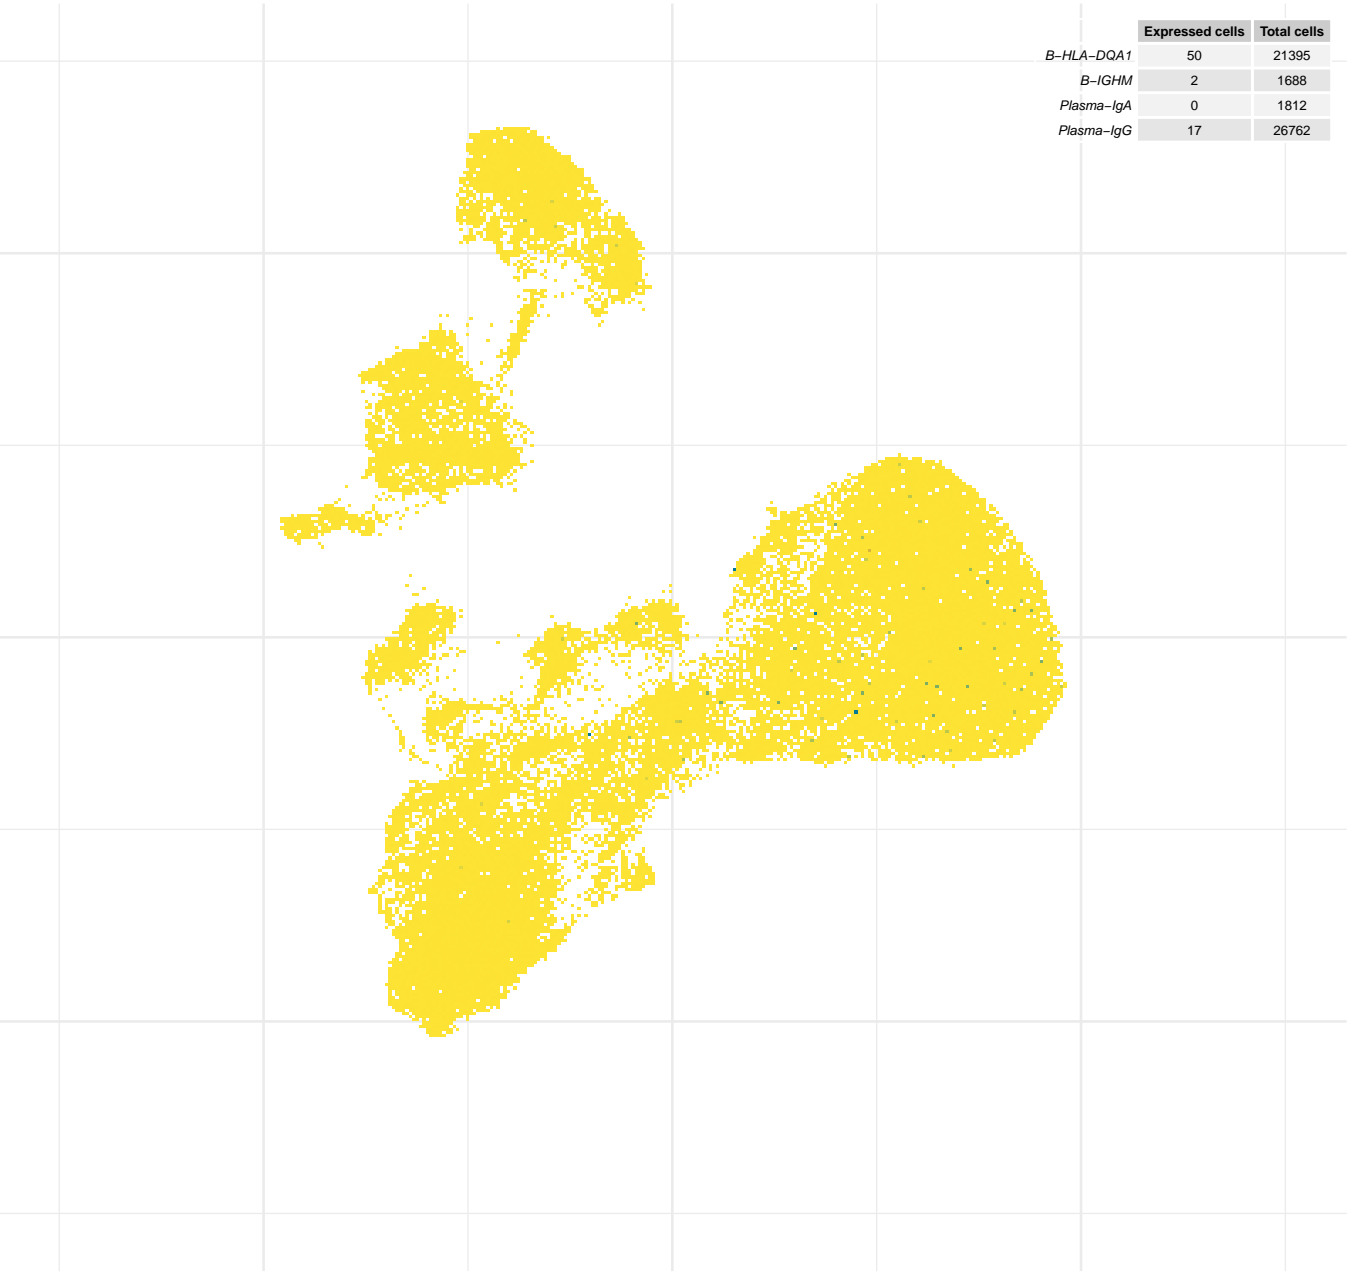 Expressed cells Total cells
B−HLA−DQA1 50 21395
B−IGHM 2 1688
Plasma−IgA 0 1812
Plasma−IgG 17 26762